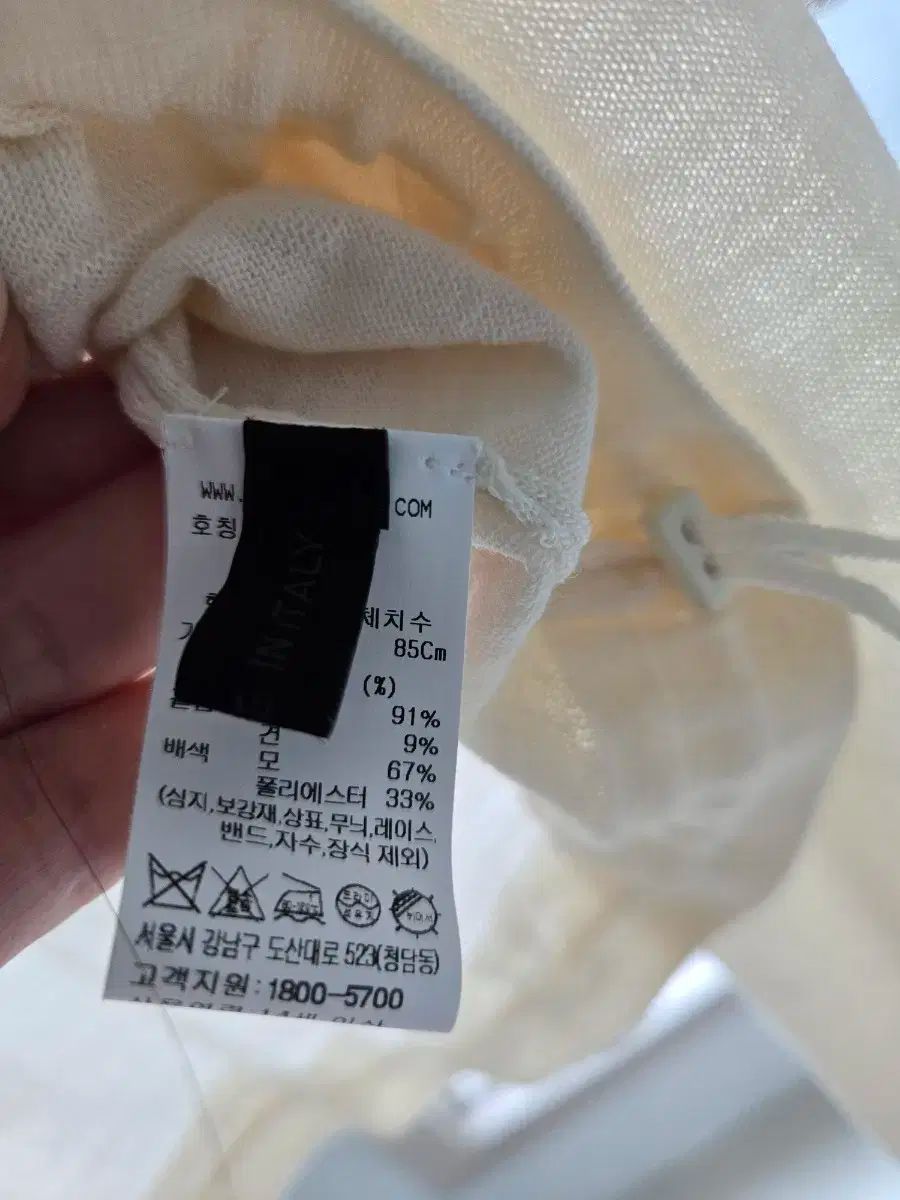 WWW. COM
호칭
IN ITALY
체치수
85Cm
(%)
91%
견 9%
배색 모 67%
폴리에스터 33%
(심지,보강재,상표,무늬,레이스,
밴드,자수,장식 제외)
서울시 강남구 도산대로 523(청담동)
고객지원:1800-5700